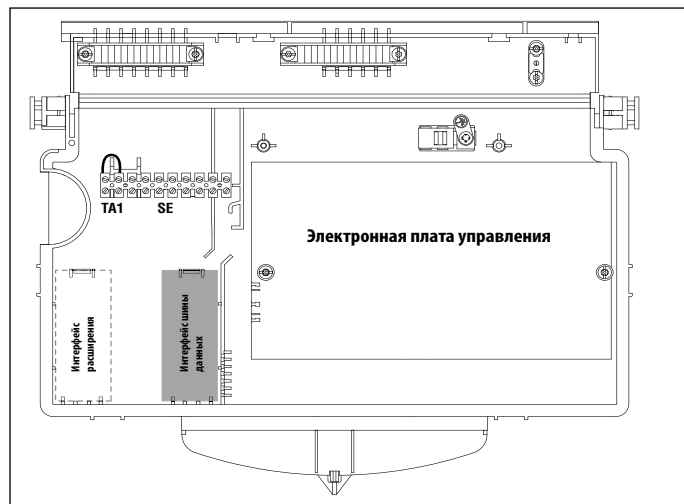 TA1 SE
Электронная плата управления
Интерфейс
расширения
Интерфейс шины
данных